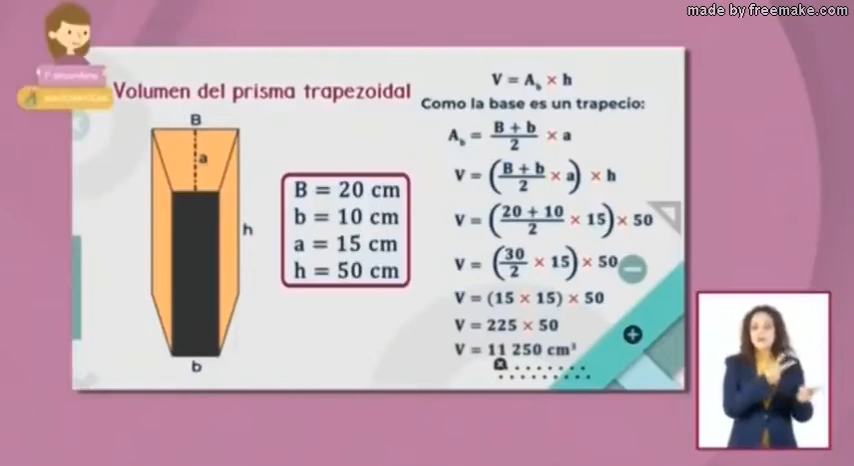 made by freemake.com
Volumen del prisma trapezoidal
B
a
h
b
B = 20 cm
b = 10 cm
a = 15 cm
h = 50 cm
V = A_b × h
Como la base es un trapecio:
A_b = B + b / 2 × a
V = (B + b / 2 × a) × h
V = (20 + 10 / 2 × 15) × 50
V = (30 / 2 × 15) × 50
V = (15 × 15) × 50
V = 225 × 50
V = 11 250 cm³